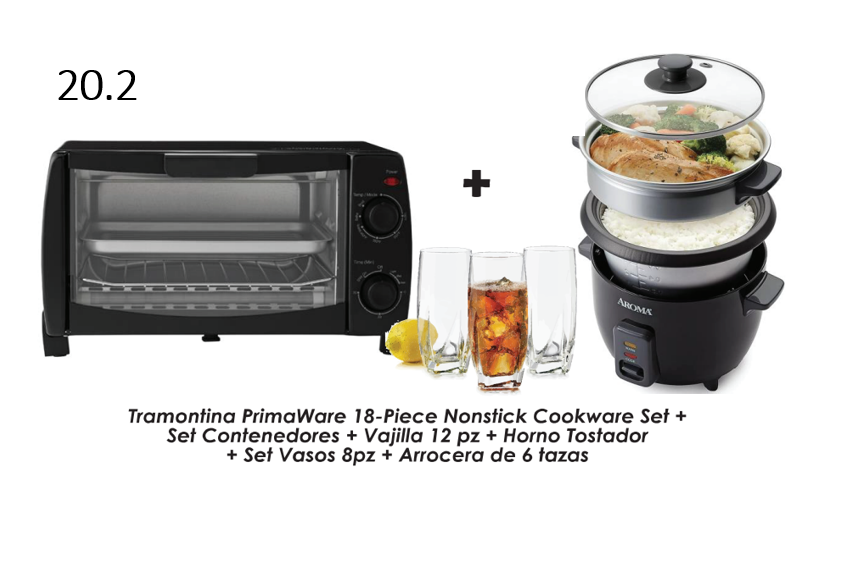 20.2
+
AROMA
Tramontina PrimaWare 18-Piece Nonstick Cookware Set +
Set Contenedores + Vajilla 12 pz + Horno Tostador
+ Set Vasos 8pz + Arrocera de 6 tazas